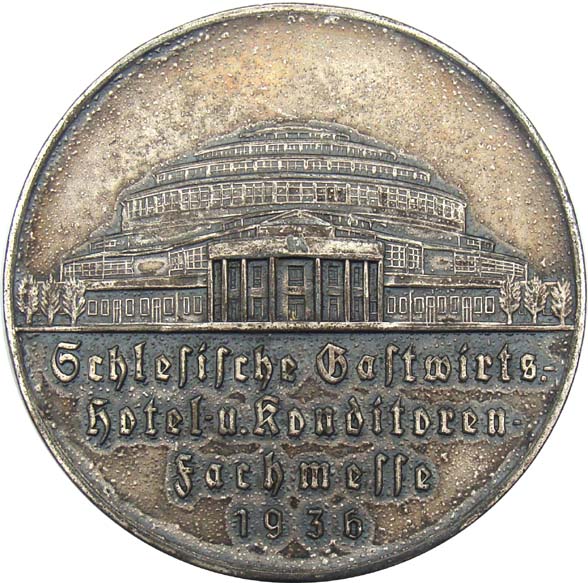 Schleſiſche Gaſtwirts-
Hotel- u. Konditoren-
Fachmeſſe
1936